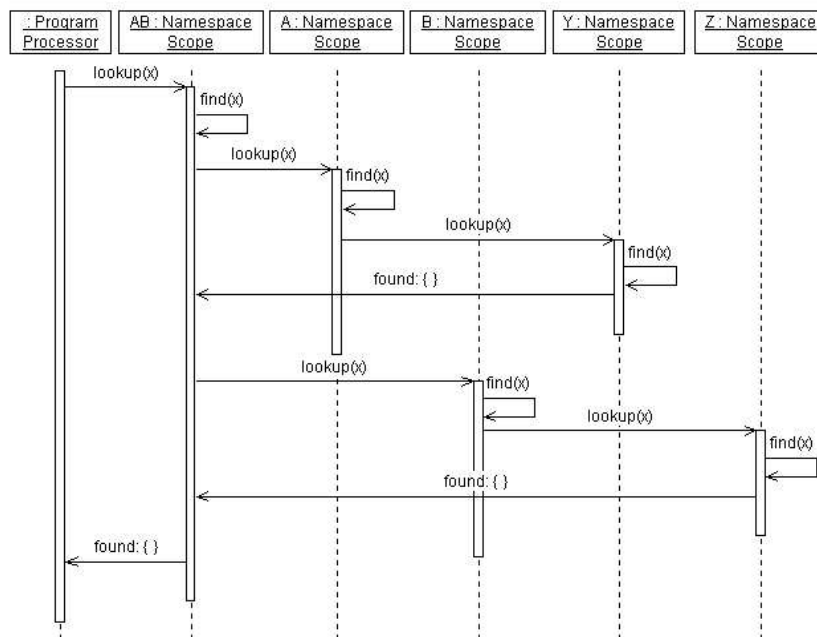 : Program
Processor
AB : Namespace
Scope
A : Namespace
Scope
B : Namespace
Scope
Y : Namespace
Scope
Z : Namespace
Scope
lookup(x)
find(x)
lookup(x)
find(x)
lookup(x)
find(x)
found: { }
lookup(x)
find(x)
lookup(x)
find(x)
found: { }
found: { }